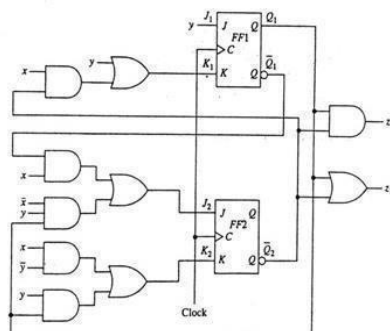 J₁ Q₁
y J Q
FF1
y C
x K₁ Q̅₁
K Q
z
x
x̅ J₂
y J Q z
FF2
x C
y̅ K₂ Q̅₂
K Q
y
Clock